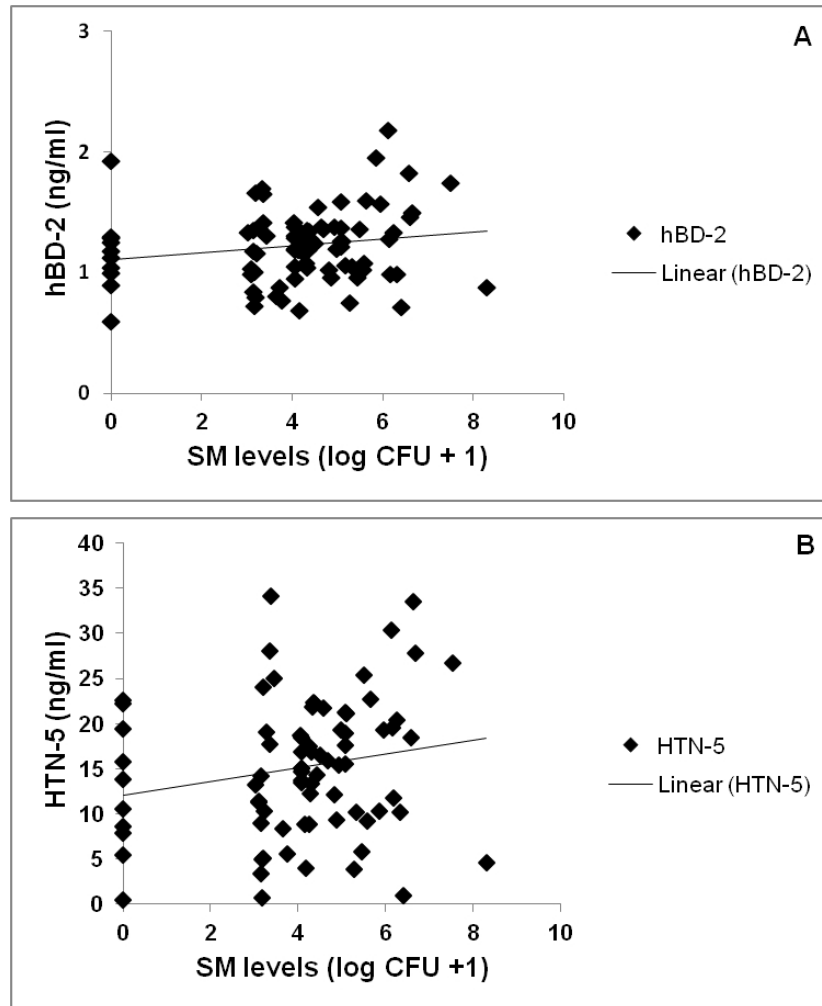 A
3
2
1
0
hBD-2 (ng/ml)
0 2 4 6 8 10
SM levels (log CFU + 1)
hBD-2
Linear (hBD-2)
B
40
35
30
25
20
15
10
5
0
HTN-5 (ng/ml)
0 2 4 6 8 10
SM levels (log CFU +1)
HTN-5
Linear (HTN-5)